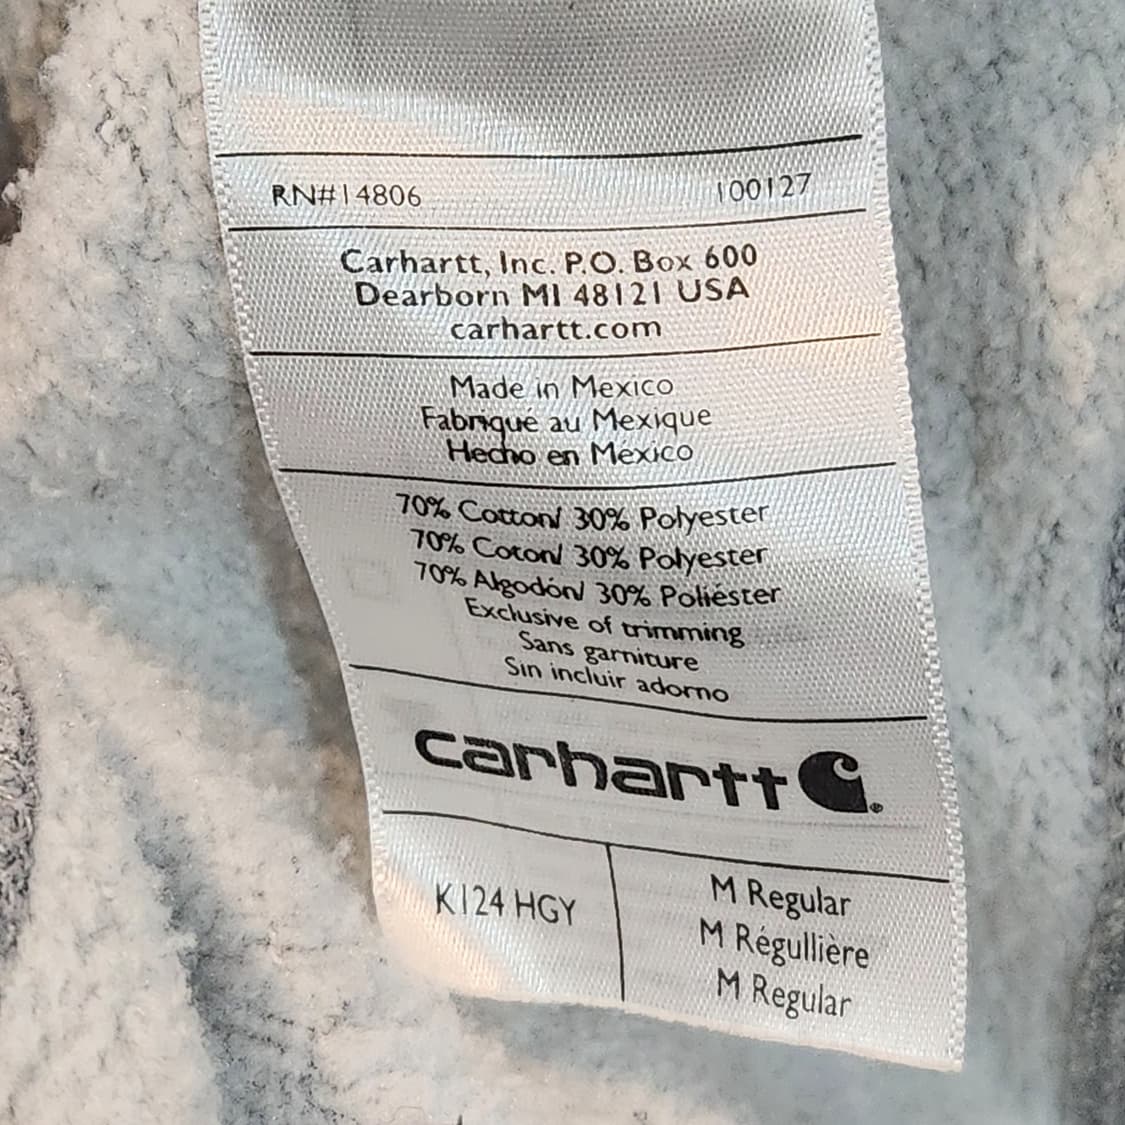 RN#14806 100127
Carhartt, Inc. P.O. Box 600
Dearborn MI 48121 USA
carhartt.com
Made in Mexico
Fabriqué au Mexique
Hecho en México
70% Cotton/ 30% Polyester
70% Coton/ 30% Polyester
70% Algodón/ 30% Poliéster
Exclusive of trimming
Sans garniture
Sin incluir adorno
carhartt ®
K124 HGY
M Regular
M Régullière
M Regular